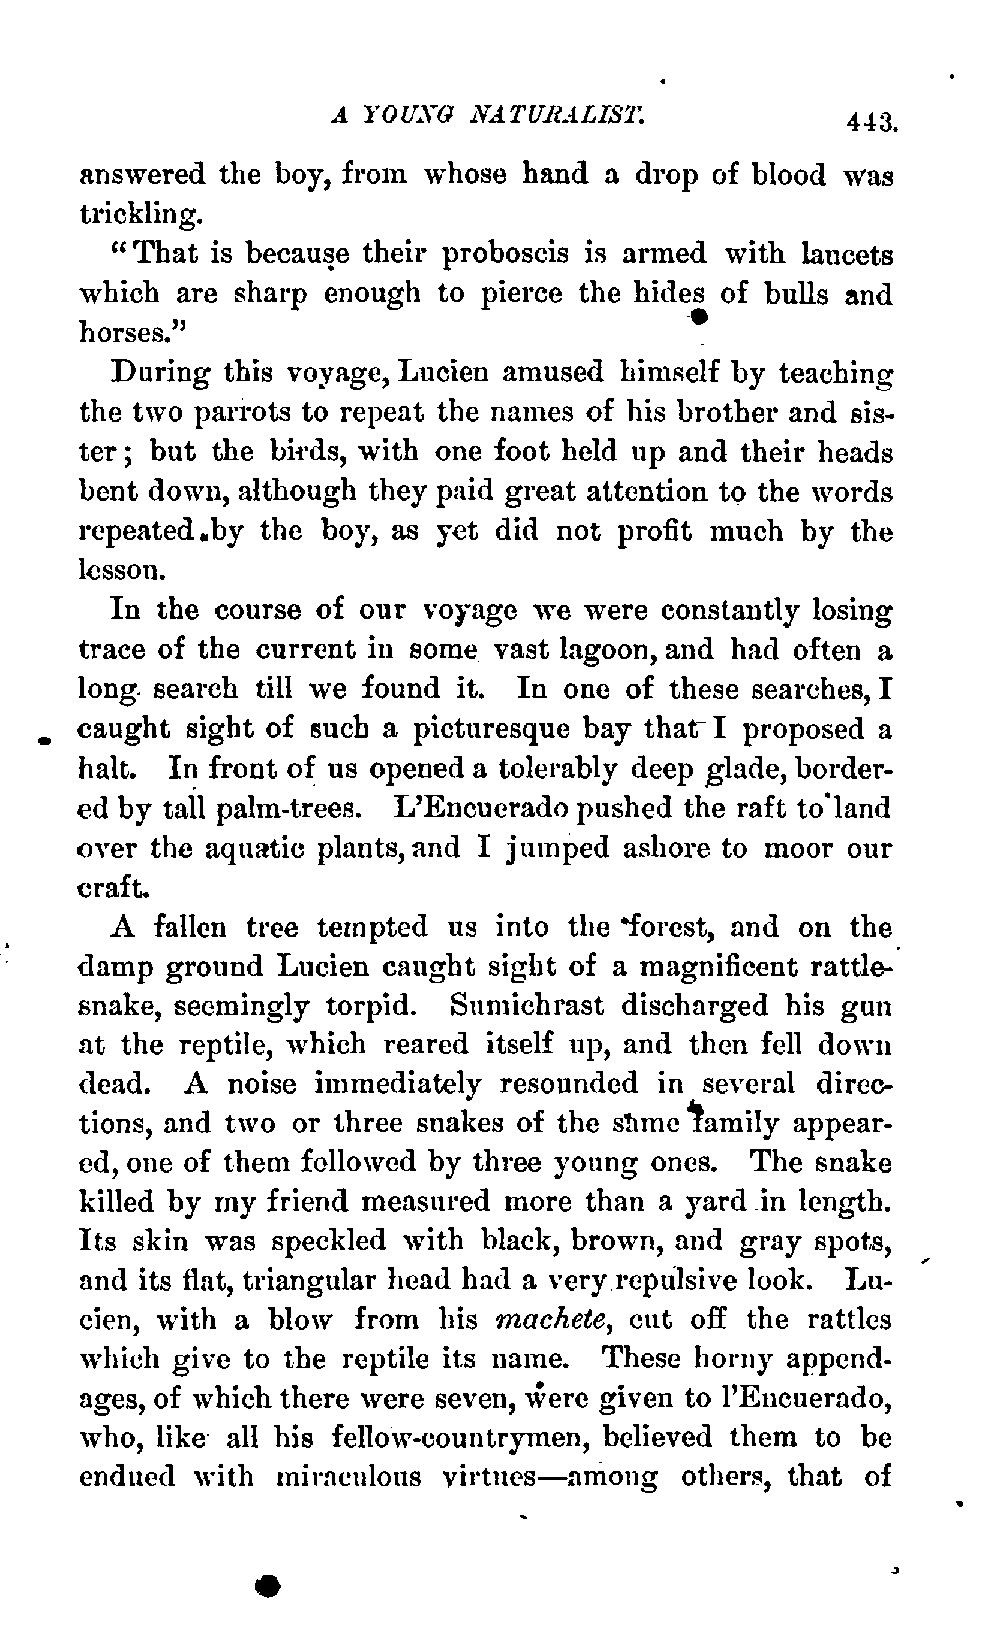 A YOUNG NATURALIST.
443.
answered the boy, from whose hand a drop of blood was
trickling.
“That is because their proboscis is armed with lancets
which are sharp enough to pierce the hides of bulls and
horses.”
During this voyage, Lucien amused himself by teaching
the two parrots to repeat the names of his brother and sis-
ter; but the birds, with one foot held up and their heads
bent down, although they paid great attention to the words
repeated by the boy, as yet did not profit much by the
lesson.
In the course of our voyage we were constantly losing
trace of the current in some vast lagoon, and had often a
long search till we found it. In one of these searches, I
caught sight of such a picturesque bay that I proposed a
halt. In front of us opened a tolerably deep glade, border-
ed by tall palm-trees. L’Encuerado pushed the raft to land
over the aquatic plants, and I jumped ashore to moor our
craft.
A fallen tree tempted us into the forest, and on the
damp ground Lucien caught sight of a magnificent rattle-
snake, seemingly torpid. Sumichrast discharged his gun
at the reptile, which reared itself up, and then fell down
dead. A noise immediately resounded in several direc-
tions, and two or three snakes of the same family appear-
ed, one of them followed by three young ones. The snake
killed by my friend measured more than a yard in length.
Its skin was speckled with black, brown, and gray spots,
and its flat, triangular head had a very repulsive look. Lu-
cien, with a blow from his machete, cut off the rattles
which give to the reptile its name. These horny append-
ages, of which there were seven, were given to l’Encuerado,
who, like all his fellow-countrymen, believed them to be
endued with miraculous virtues—among others, that of